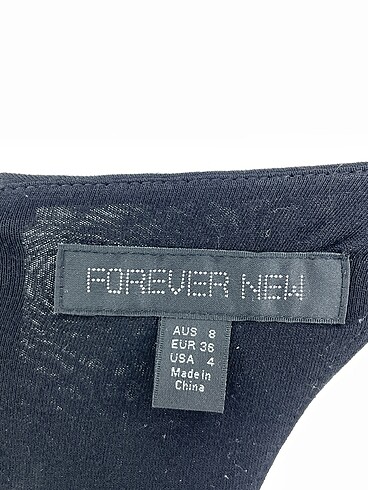 FOREVER NEW
AUS 8
EUR 36
USA 4
Made in
China